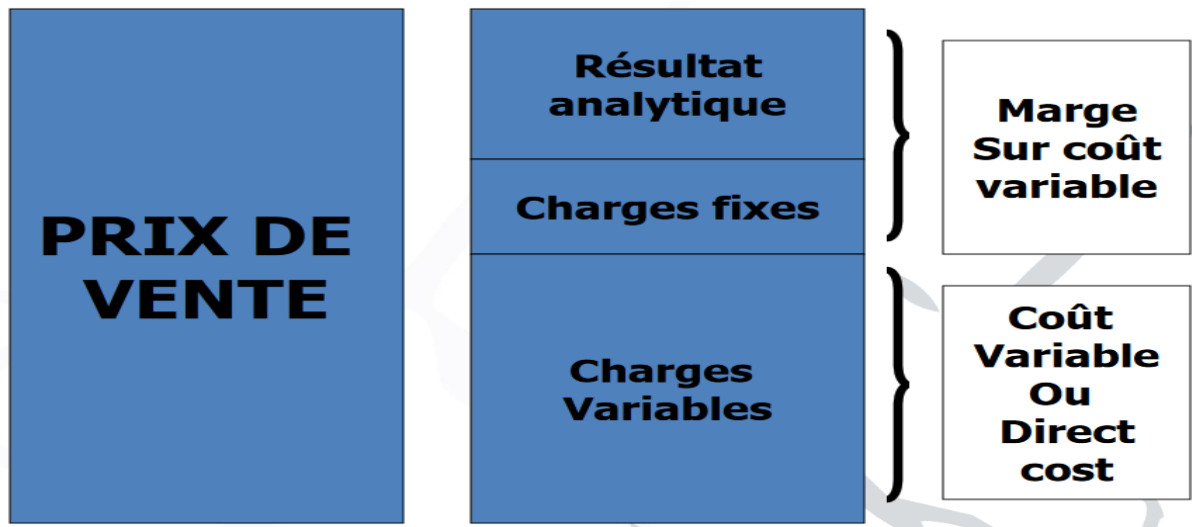 PRIX DE
VENTE
Résultat
analytique
Charges fixes
Charges
Variables
Marge
Sur coût
variable
Coût
Variable
Ou
Direct
cost